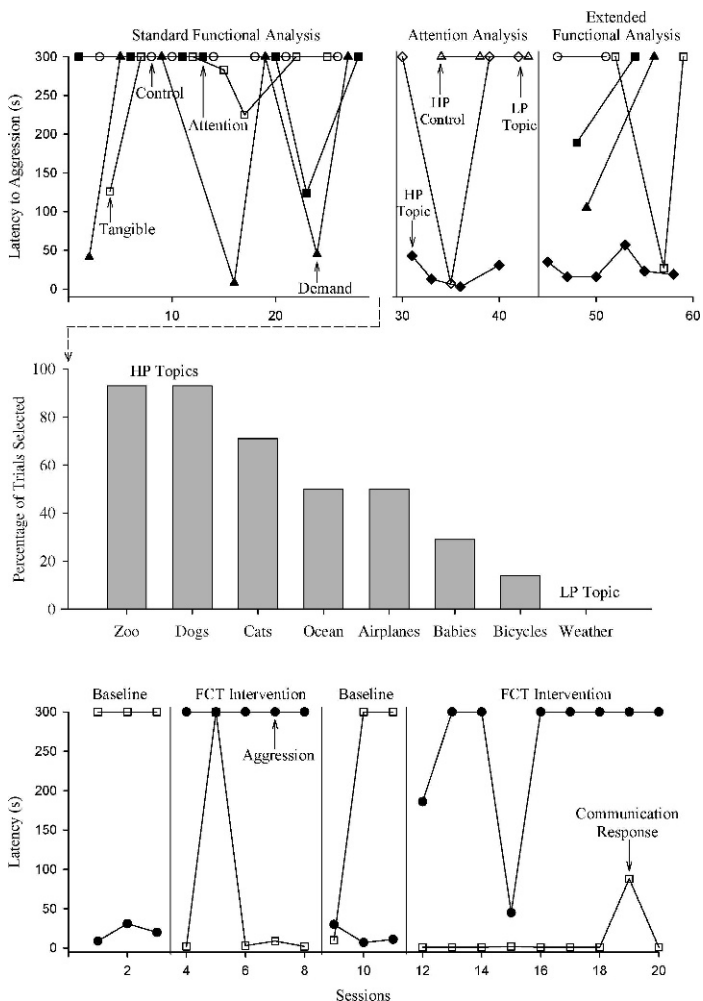 Standard Functional Analysis
Attention Analysis
Extended
Functional Analysis
Latency to Aggression (s)
300
250
200
150
100
50
0
Control
Attention
Tangible
Demand
HP
Control
LP
Topic
HP
Topic
10
20
30
40
50
60
Percentage of Trials Selected
100
80
60
40
20
0
HP Topics
LP Topic
Zoo
Dogs
Cats
Ocean
Airplanes
Babies
Bicycles
Weather
Baseline
FCT Intervention
Baseline
FCT Intervention
Latency (s)
300
250
200
150
100
50
0
Aggression
Communication
Response
2
4
6
8
10
12
14
16
18
20
Sessions